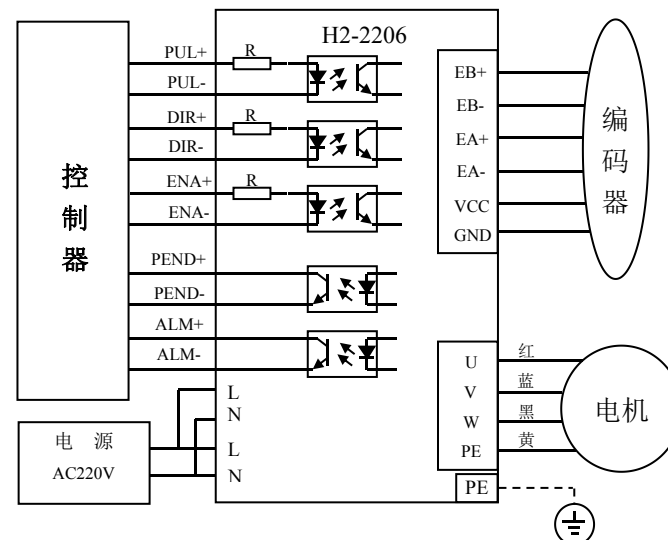 H2-2206
PUL+
R
PUL-
DIR+
R
DIR-
ENA+
R
ENA-
PEND+
PEND-
ALM+
ALM-
控制器
L
N
L
N
电 源
AC220V
EB+
EB-
EA+
EA-
VCC
GND
编码器
U
红
V
蓝
W
黑
PE
黄
电机
PE